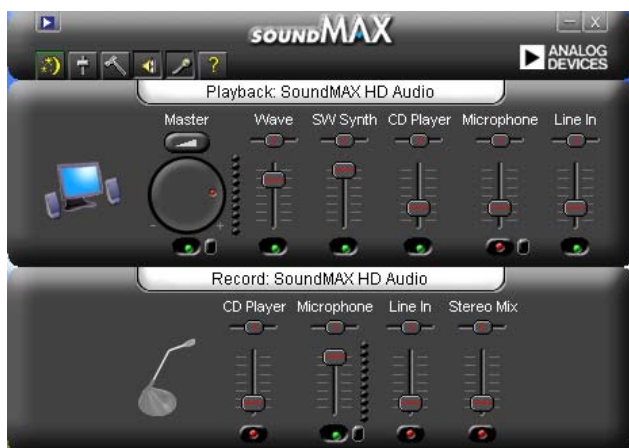 SOUNDMAX
– X
?
ANALOG
DEVICES
Playback: SoundMAX HD Audio
Master Wave SW Synth CD Player Microphone Line In
- +
Record: SoundMAX HD Audio
CD Player Microphone Line In Stereo Mix